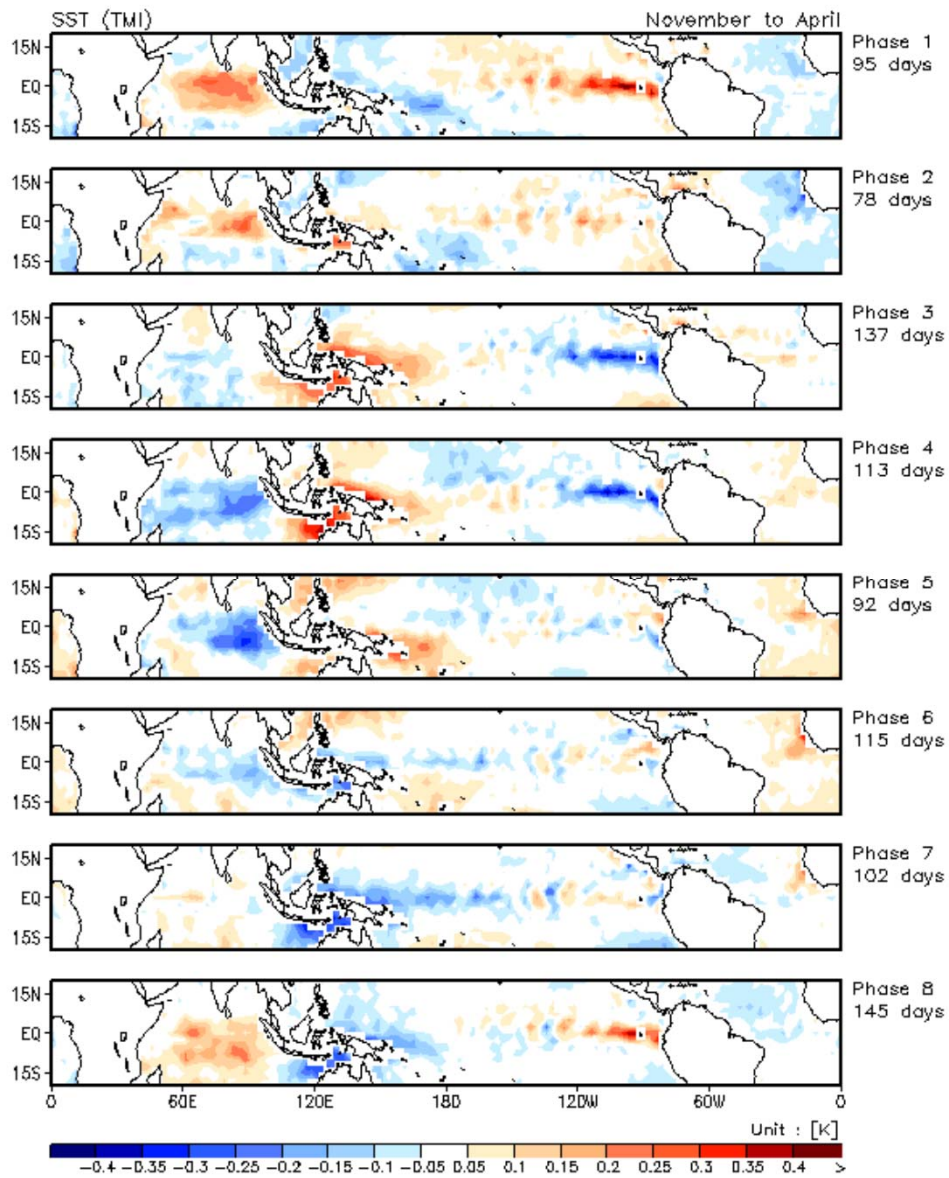 SST (TMI) November to April
15N
EQ
15S
Phase 1
95 days
15N
EQ
15S
Phase 2
78 days
15N
EQ
15S
Phase 3
137 days
15N
EQ
15S
Phase 4
113 days
15N
EQ
15S
Phase 5
92 days
15N
EQ
15S
Phase 6
115 days
15N
EQ
15S
Phase 7
102 days
15N
EQ
15S
Phase 8
145 days
0 60E 120E 180 120W 60W 0
Unit : [K]
-0.4 -0.35 -0.3 -0.25 -0.2 -0.15 -0.1 -0.05 0.05 0.1 0.15 0.2 0.25 0.3 0.35 0.4 >